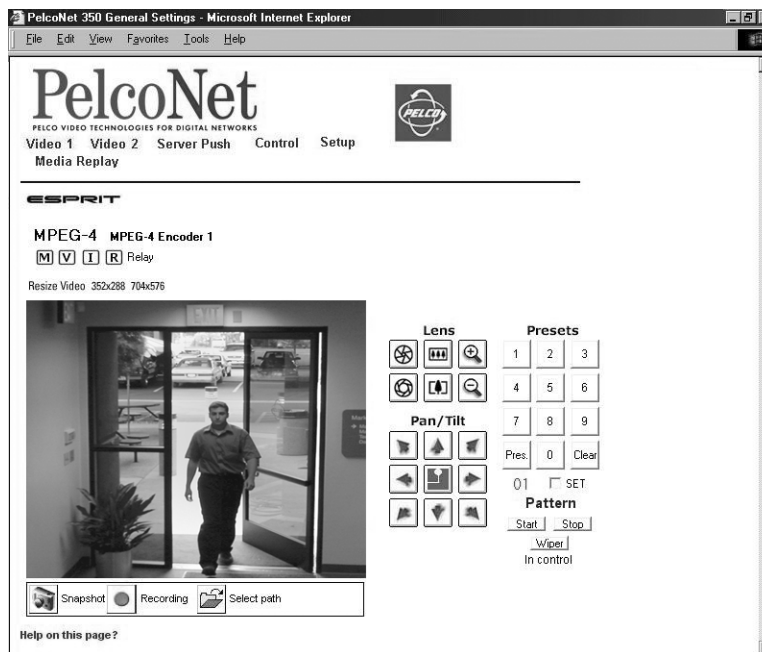 PelcoNet 350 General Settings - Microsoft Internet Explorer
File Edit View Favorites Tools Help
PelcoNet
PELCO VIDEO TECHNOLOGIES FOR DIGITAL NETWORKS
PELCO
Video 1 Video 2 Server Push Control Setup
Media Replay
ESPRIT
MPEG-4 MPEG-4 Encoder 1
M V I R Relay
Resize Video 352x288 704x576
EXIT
Lens Presets
1 2 3
4 5 6
Pan/Tilt
7 8 9
Pres. 0 Clear
01 SET
Pattern
Start Stop
Wiper
In control
Snapshot Recording Select path
Help on this page?